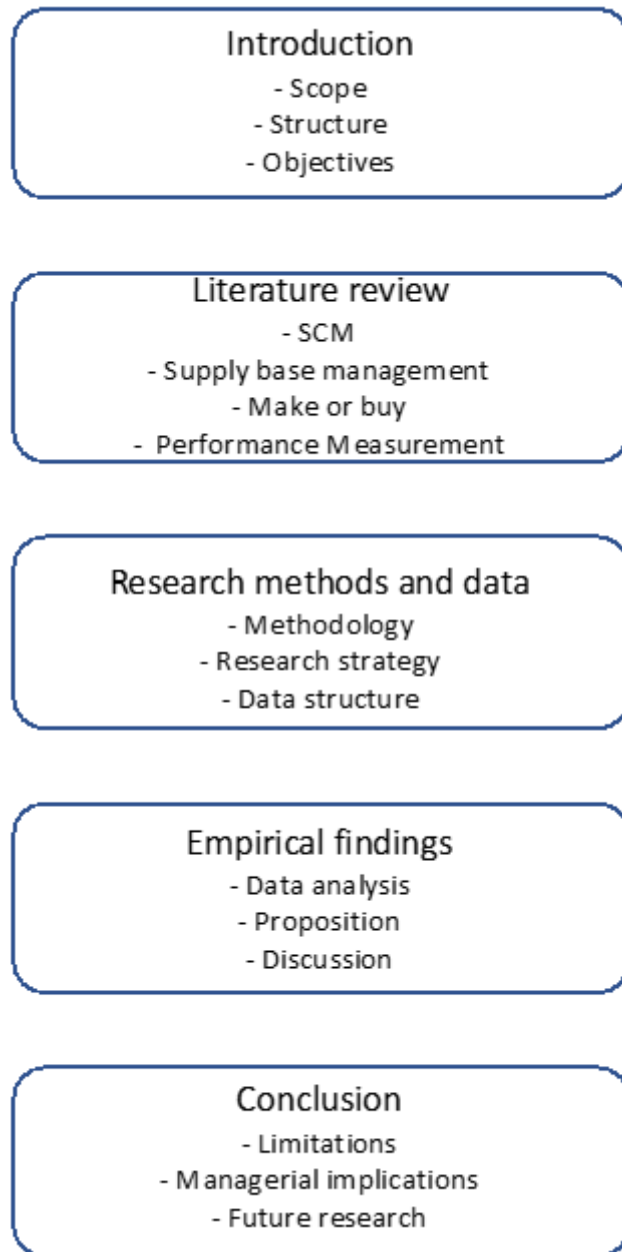 Introduction
- Scope
- Structure
- Objectives
Literature review
- SCM
- Supply base management
- Make or buy
- Performance Measurement
Research methods and data
- Methodology
- Research strategy
- Data structure
Empirical findings
- Data analysis
- Proposition
- Discussion
Conclusion
- Limitations
- Managerial implications
- Future research